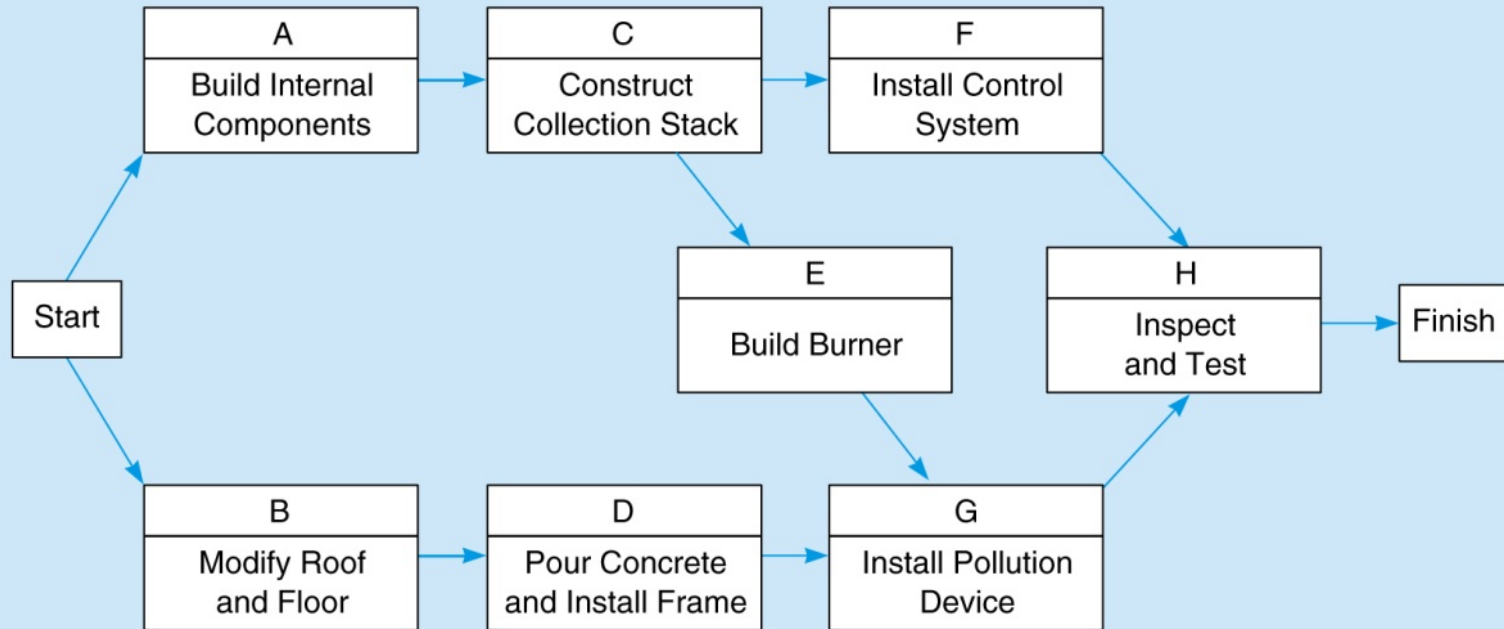 A
Build Internal
Components
C
Construct
Collection Stack
F
Install Control
System
Start
E
Build Burner
H
Inspect
and Test
Finish
B
Modify Roof
and Floor
D
Pour Concrete
and Install Frame
G
Install Pollution
Device